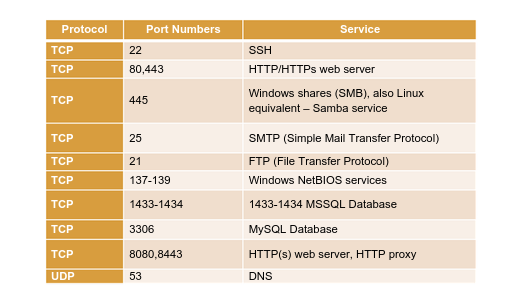 Protocol Port Numbers Service
TCP 22 SSH
TCP 80,443 HTTP/HTTPs web server
TCP 445 Windows shares (SMB), also Linux
equivalent – Samba service
TCP 25 SMTP (Simple Mail Transfer Protocol)
TCP 21 FTP (File Transfer Protocol)
TCP 137-139 Windows NetBIOS services
TCP 1433-1434 1433-1434 MSSQL Database
TCP 3306 MySQL Database
TCP 8080,8443 HTTP(s) web server, HTTP proxy
UDP 53 DNS